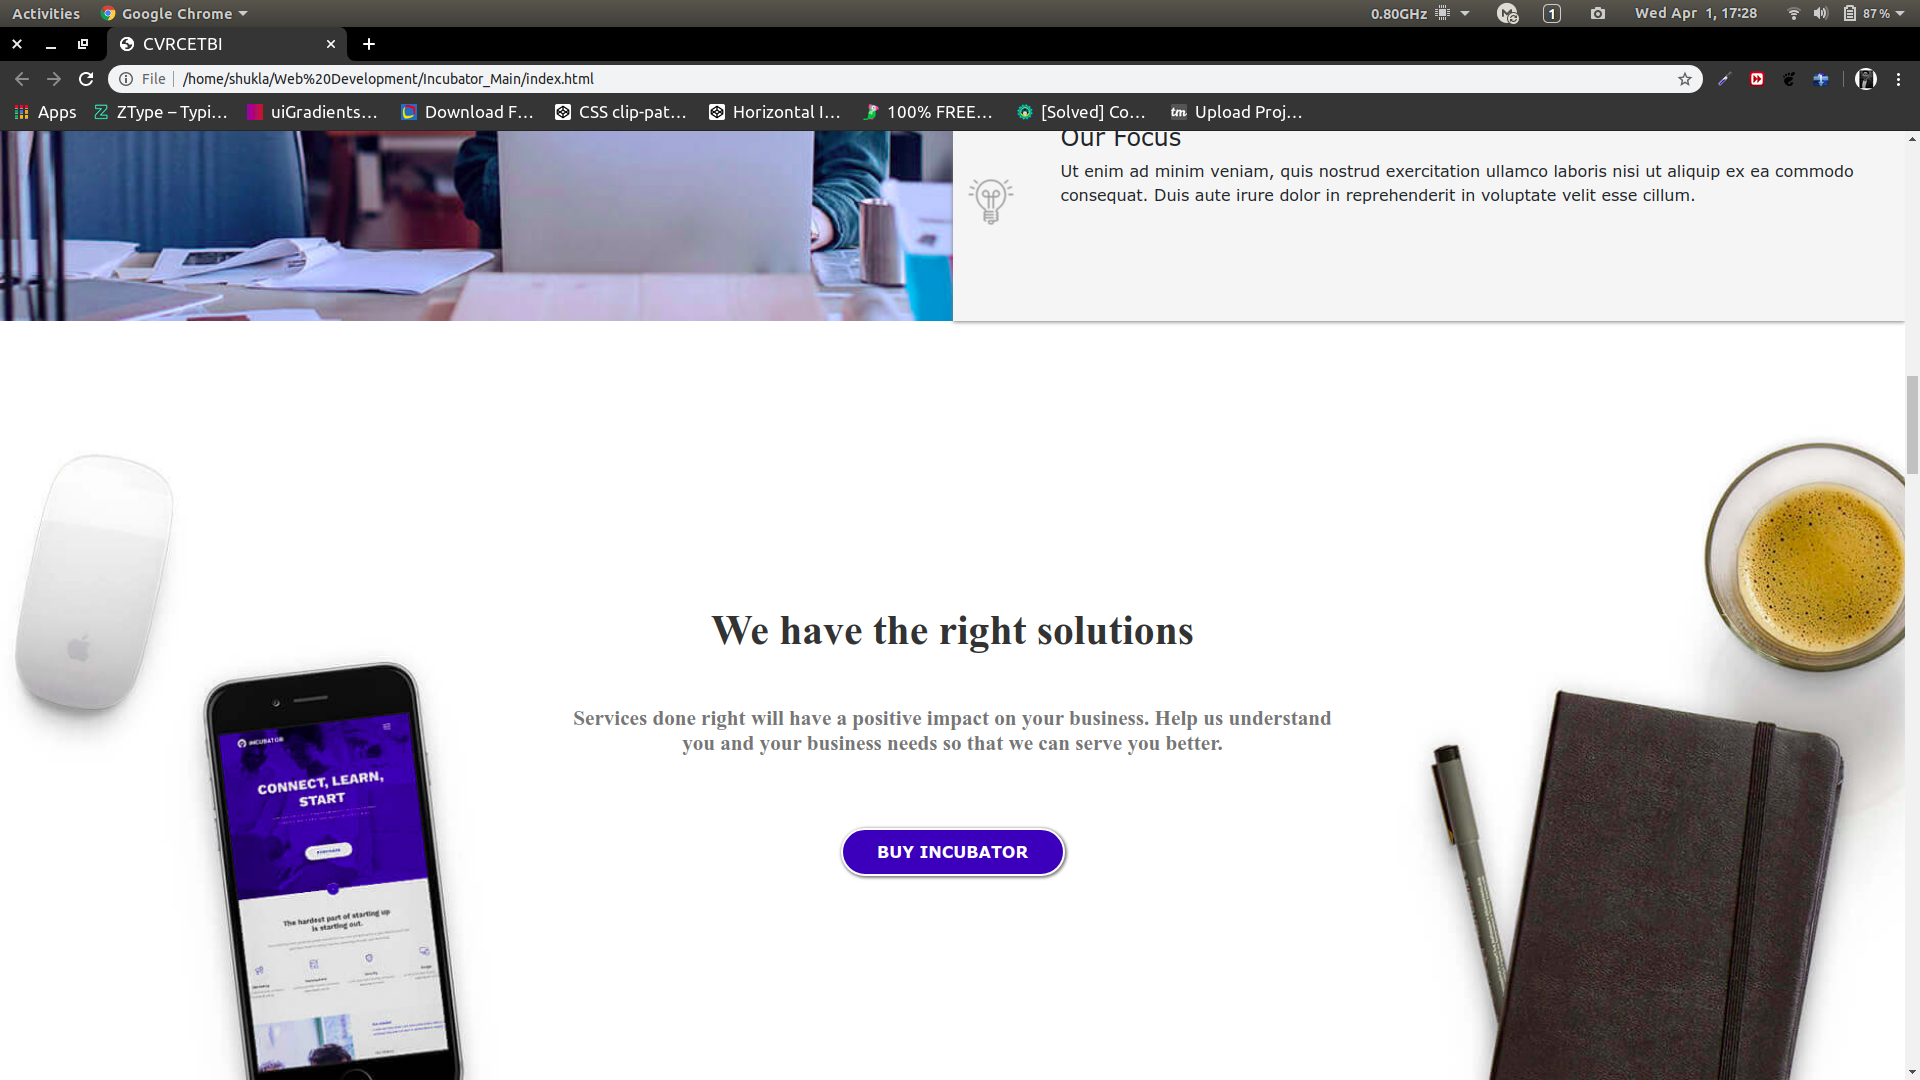 Activities
Google Chrome
0.80GHz
1
Wed Apr 1, 17:28
87 %
CVRCETBI
File
/home/shukla/Web%20Development/Incubator_Main/index.html
Apps
ZType – Typi...
uiGradients...
Download F...
CSS clip-pat...
Horizontal I...
100% FREE...
[Solved] Co...
tm
Upload Proj...
Our Focus
Ut enim ad minim veniam, quis nostrud exercitation ullamco laboris nisi ut aliquip ex ea commodo
consequat. Duis aute irure dolor in reprehenderit in voluptate velit esse cillum.
We have the right solutions
Services done right will have a positive impact on your business. Help us understand
you and your business needs so that we can serve you better.
BUY INCUBATOR
INCUBATOR
CONNECT, LEARN,
START
The hardest part of starting up
is starting out.